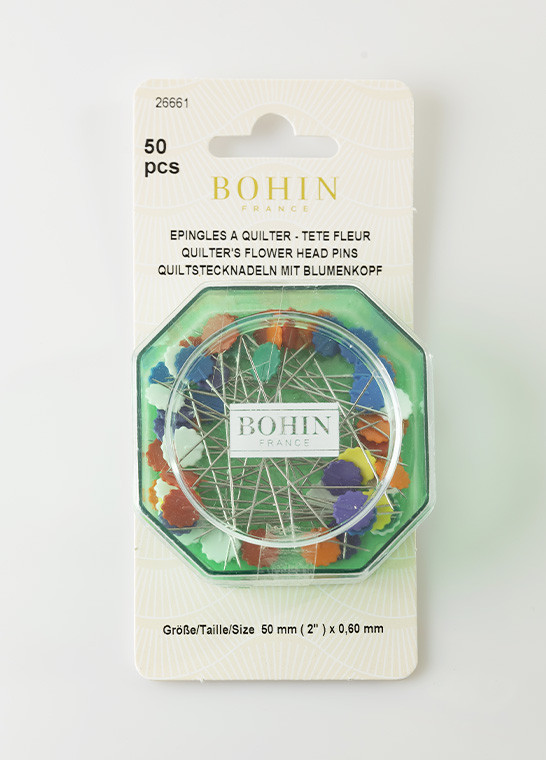 26661
50
pcs
BOHIN
FRANCE
EPINGLES A QUILTER - TETE FLEUR
QUILTER'S FLOWER HEAD PINS
QUILTSTECKNADELN MIT BLUMENKOPF
BOHIN
FRANCE
Größe/Taille/Size 50 mm ( 2" ) x 0,60 mm